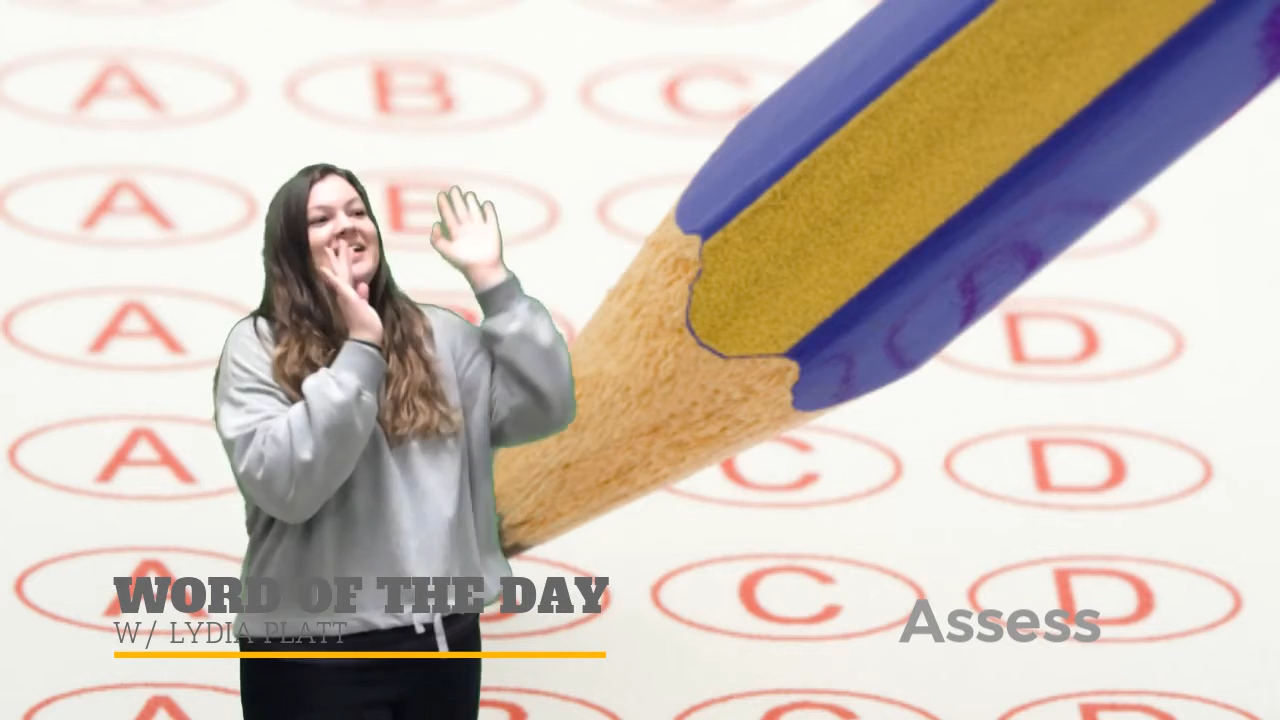 A B C
A B
A D
A C D
A C D
WORD OF THE DAY
W/ LYDIA PLATT
Assess
A B C D